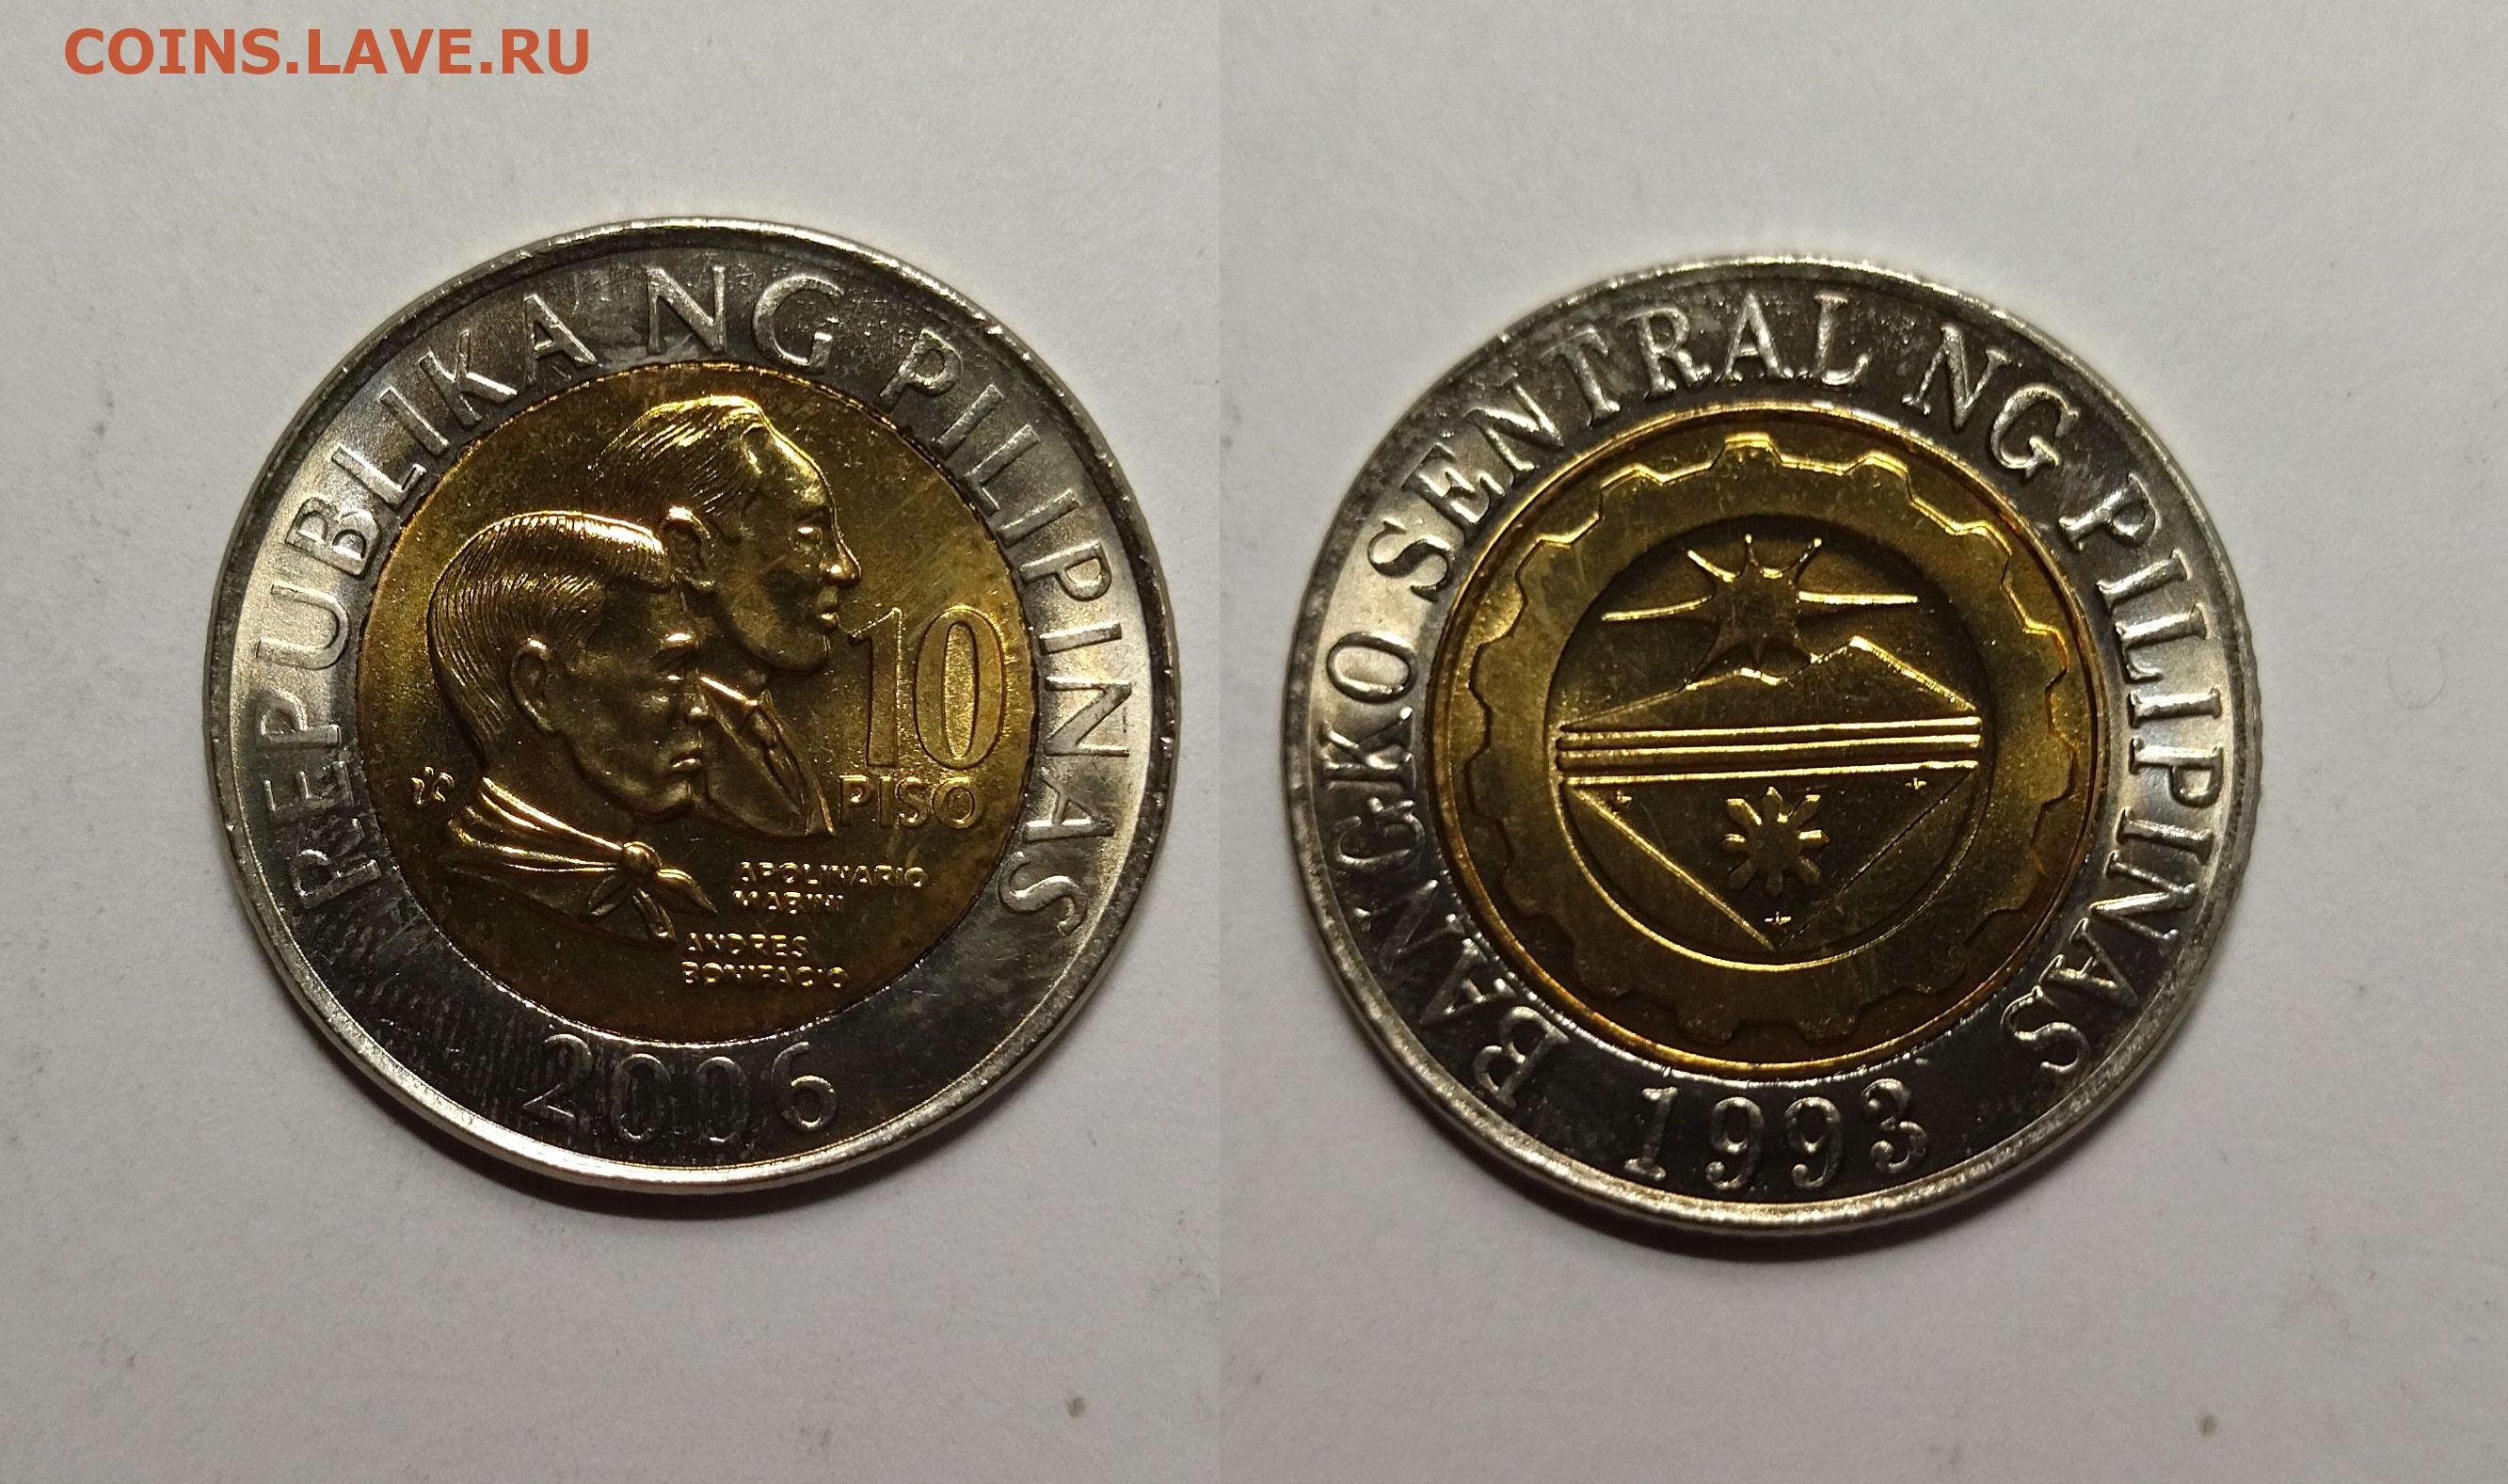 COINS.LAVE.RU
REPUBLIKA NG PILIPINAS
10
PISO
APOLINARIO
MABINI
ANDRES
BONIFACIO
2006
BANGKO SENTRAL NG PILIPINAS
1993